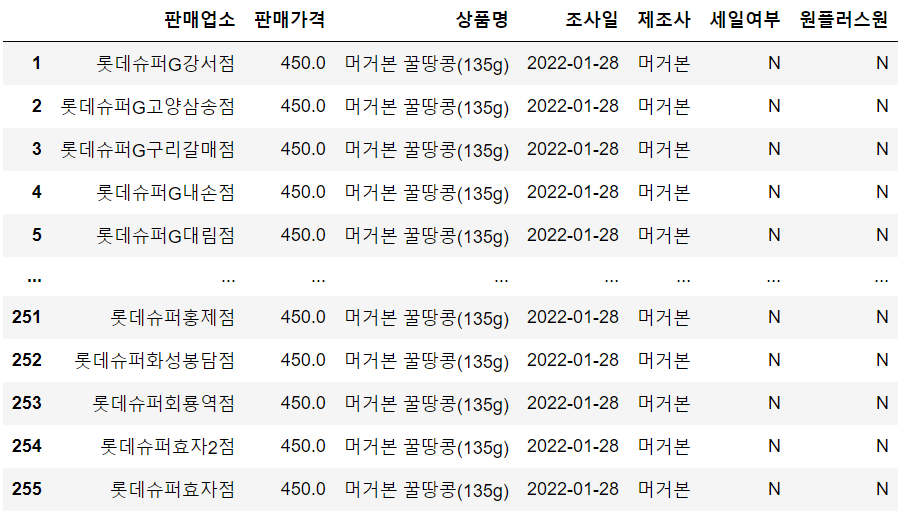 판매업소 판매가격 상품명 조사일 제조사 세일여부 원플러스원
1 롯데슈퍼G강서점 450.0 머거본 꿀땅콩(135g) 2022-01-28 머거본 N N
2 롯데슈퍼G고양삼송점 450.0 머거본 꿀땅콩(135g) 2022-01-28 머거본 N N
3 롯데슈퍼G구리갈매점 450.0 머거본 꿀땅콩(135g) 2022-01-28 머거본 N N
4 롯데슈퍼G내손점 450.0 머거본 꿀땅콩(135g) 2022-01-28 머거본 N N
5 롯데슈퍼G대림점 450.0 머거본 꿀땅콩(135g) 2022-01-28 머거본 N N
... ... ... ... ... ... ... ...
251 롯데슈퍼홍제점 450.0 머거본 꿀땅콩(135g) 2022-01-28 머거본 N N
252 롯데슈퍼화성봉담점 450.0 머거본 꿀땅콩(135g) 2022-01-28 머거본 N N
253 롯데슈퍼회룡역점 450.0 머거본 꿀땅콩(135g) 2022-01-28 머거본 N N
254 롯데슈퍼효자2점 450.0 머거본 꿀땅콩(135g) 2022-01-28 머거본 N N
255 롯데슈퍼효자점 450.0 머거본 꿀땅콩(135g) 2022-01-28 머거본 N N